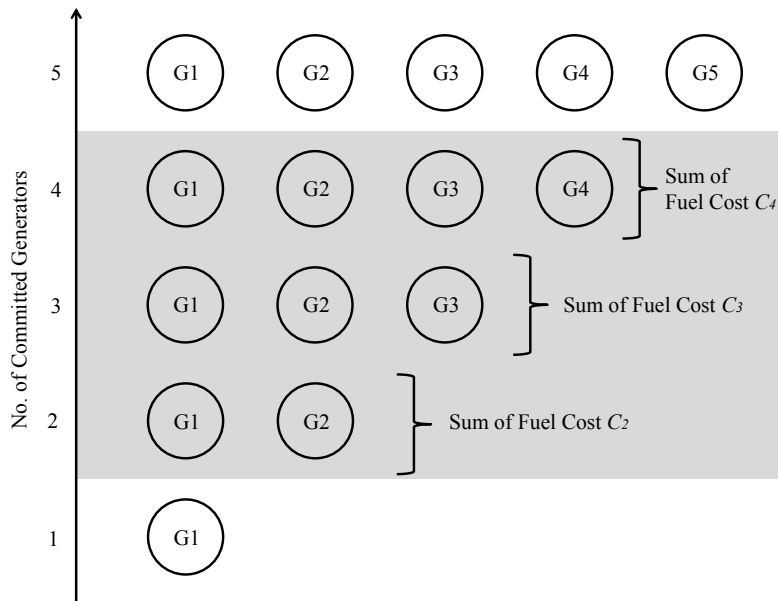 5 G1 G2 G3 G4 G5
4 G1 G2 G3 G4 Sum of
Fuel Cost C4
3 G1 G2 G3 Sum of Fuel Cost C3
2 G1 G2 Sum of Fuel Cost C2
1 G1
No. of Committed Generators